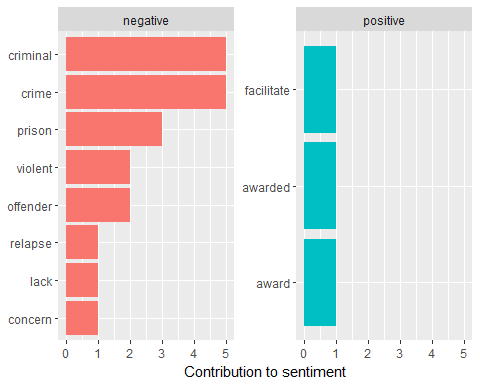 negative
positive
criminal
crime
prison
violent
offender
relapse
lack
concern
facilitate
awarded
award
0 1 2 3 4 5
0 1 2 3 4 5
Contribution to sentiment